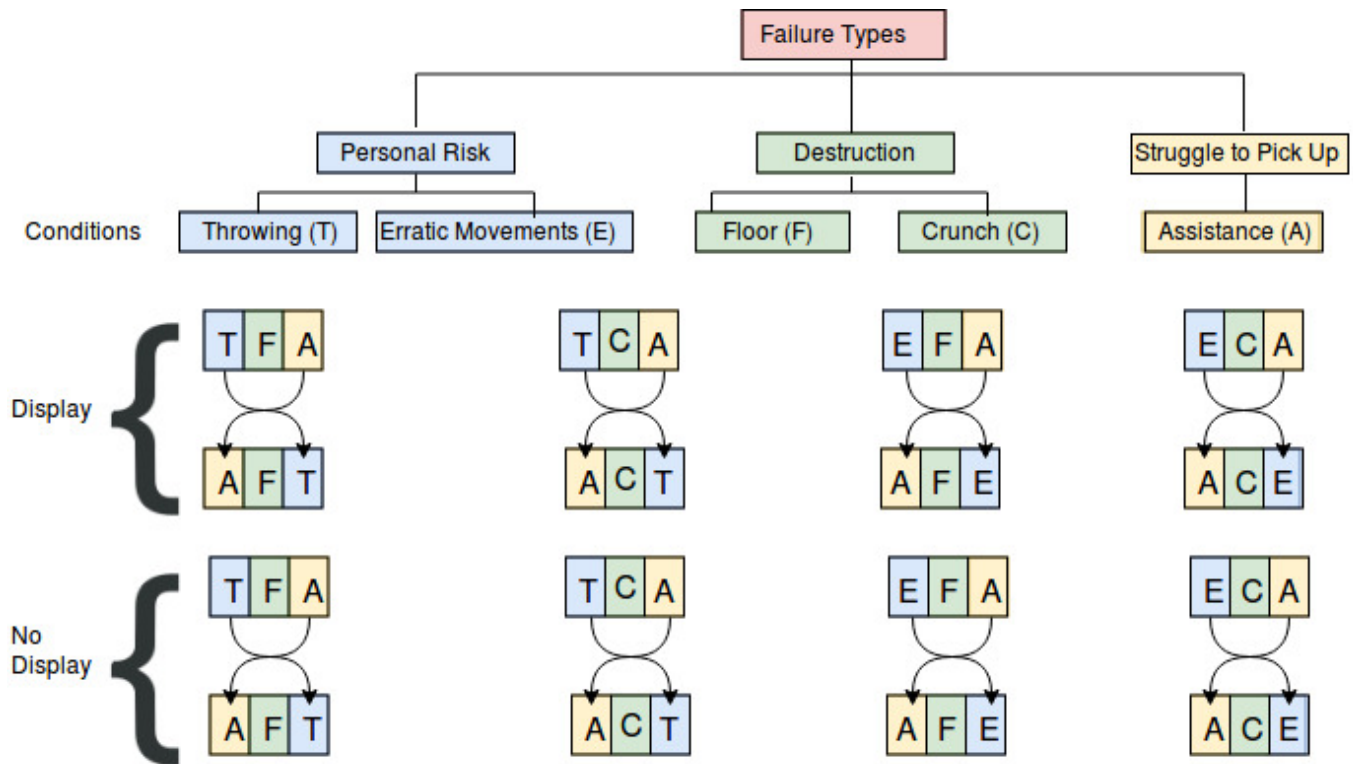 Failure Types
Personal Risk
Destruction
Struggle to Pick Up
Conditions
Throwing (T)
Erratic Movements (E)
Floor (F)
Crunch (C)
Assistance (A)
Display
T F A
T C A
E F A
E C A
A F T
A C T
A F E
A C E
No
Display
T F A
T C A
E F A
E C A
A F T
A C T
A F E
A C E